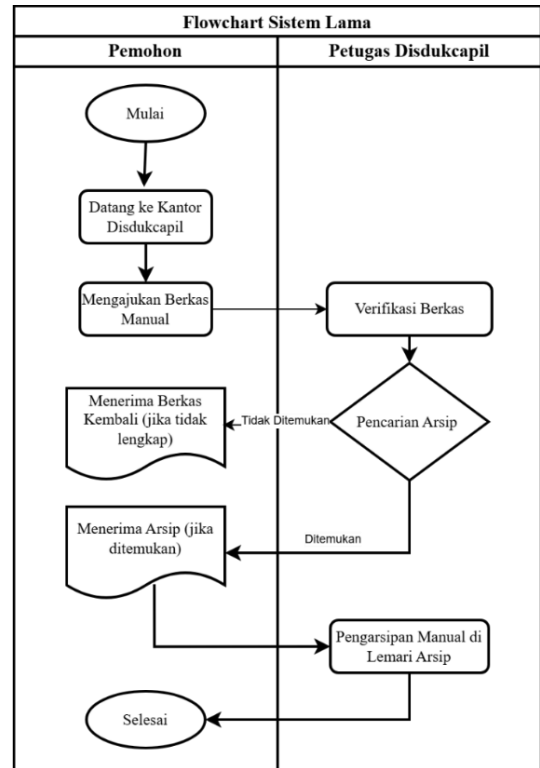 Flowchart Sistem Lama
Pemohon
Petugas Disdukcapil
Mulai
Datang ke Kantor
Disdukcapil
Mengajukan Berkas
Manual
Verifikasi Berkas
Menerima Berkas
Kembali (jika tidak
lengkap)
Tidak Ditemukan
Pencarian Arsip
Menerima Arsip (jika
ditemukan)
Ditemukan
Pengarsipan Manual di
Lemari Arsip
Selesai